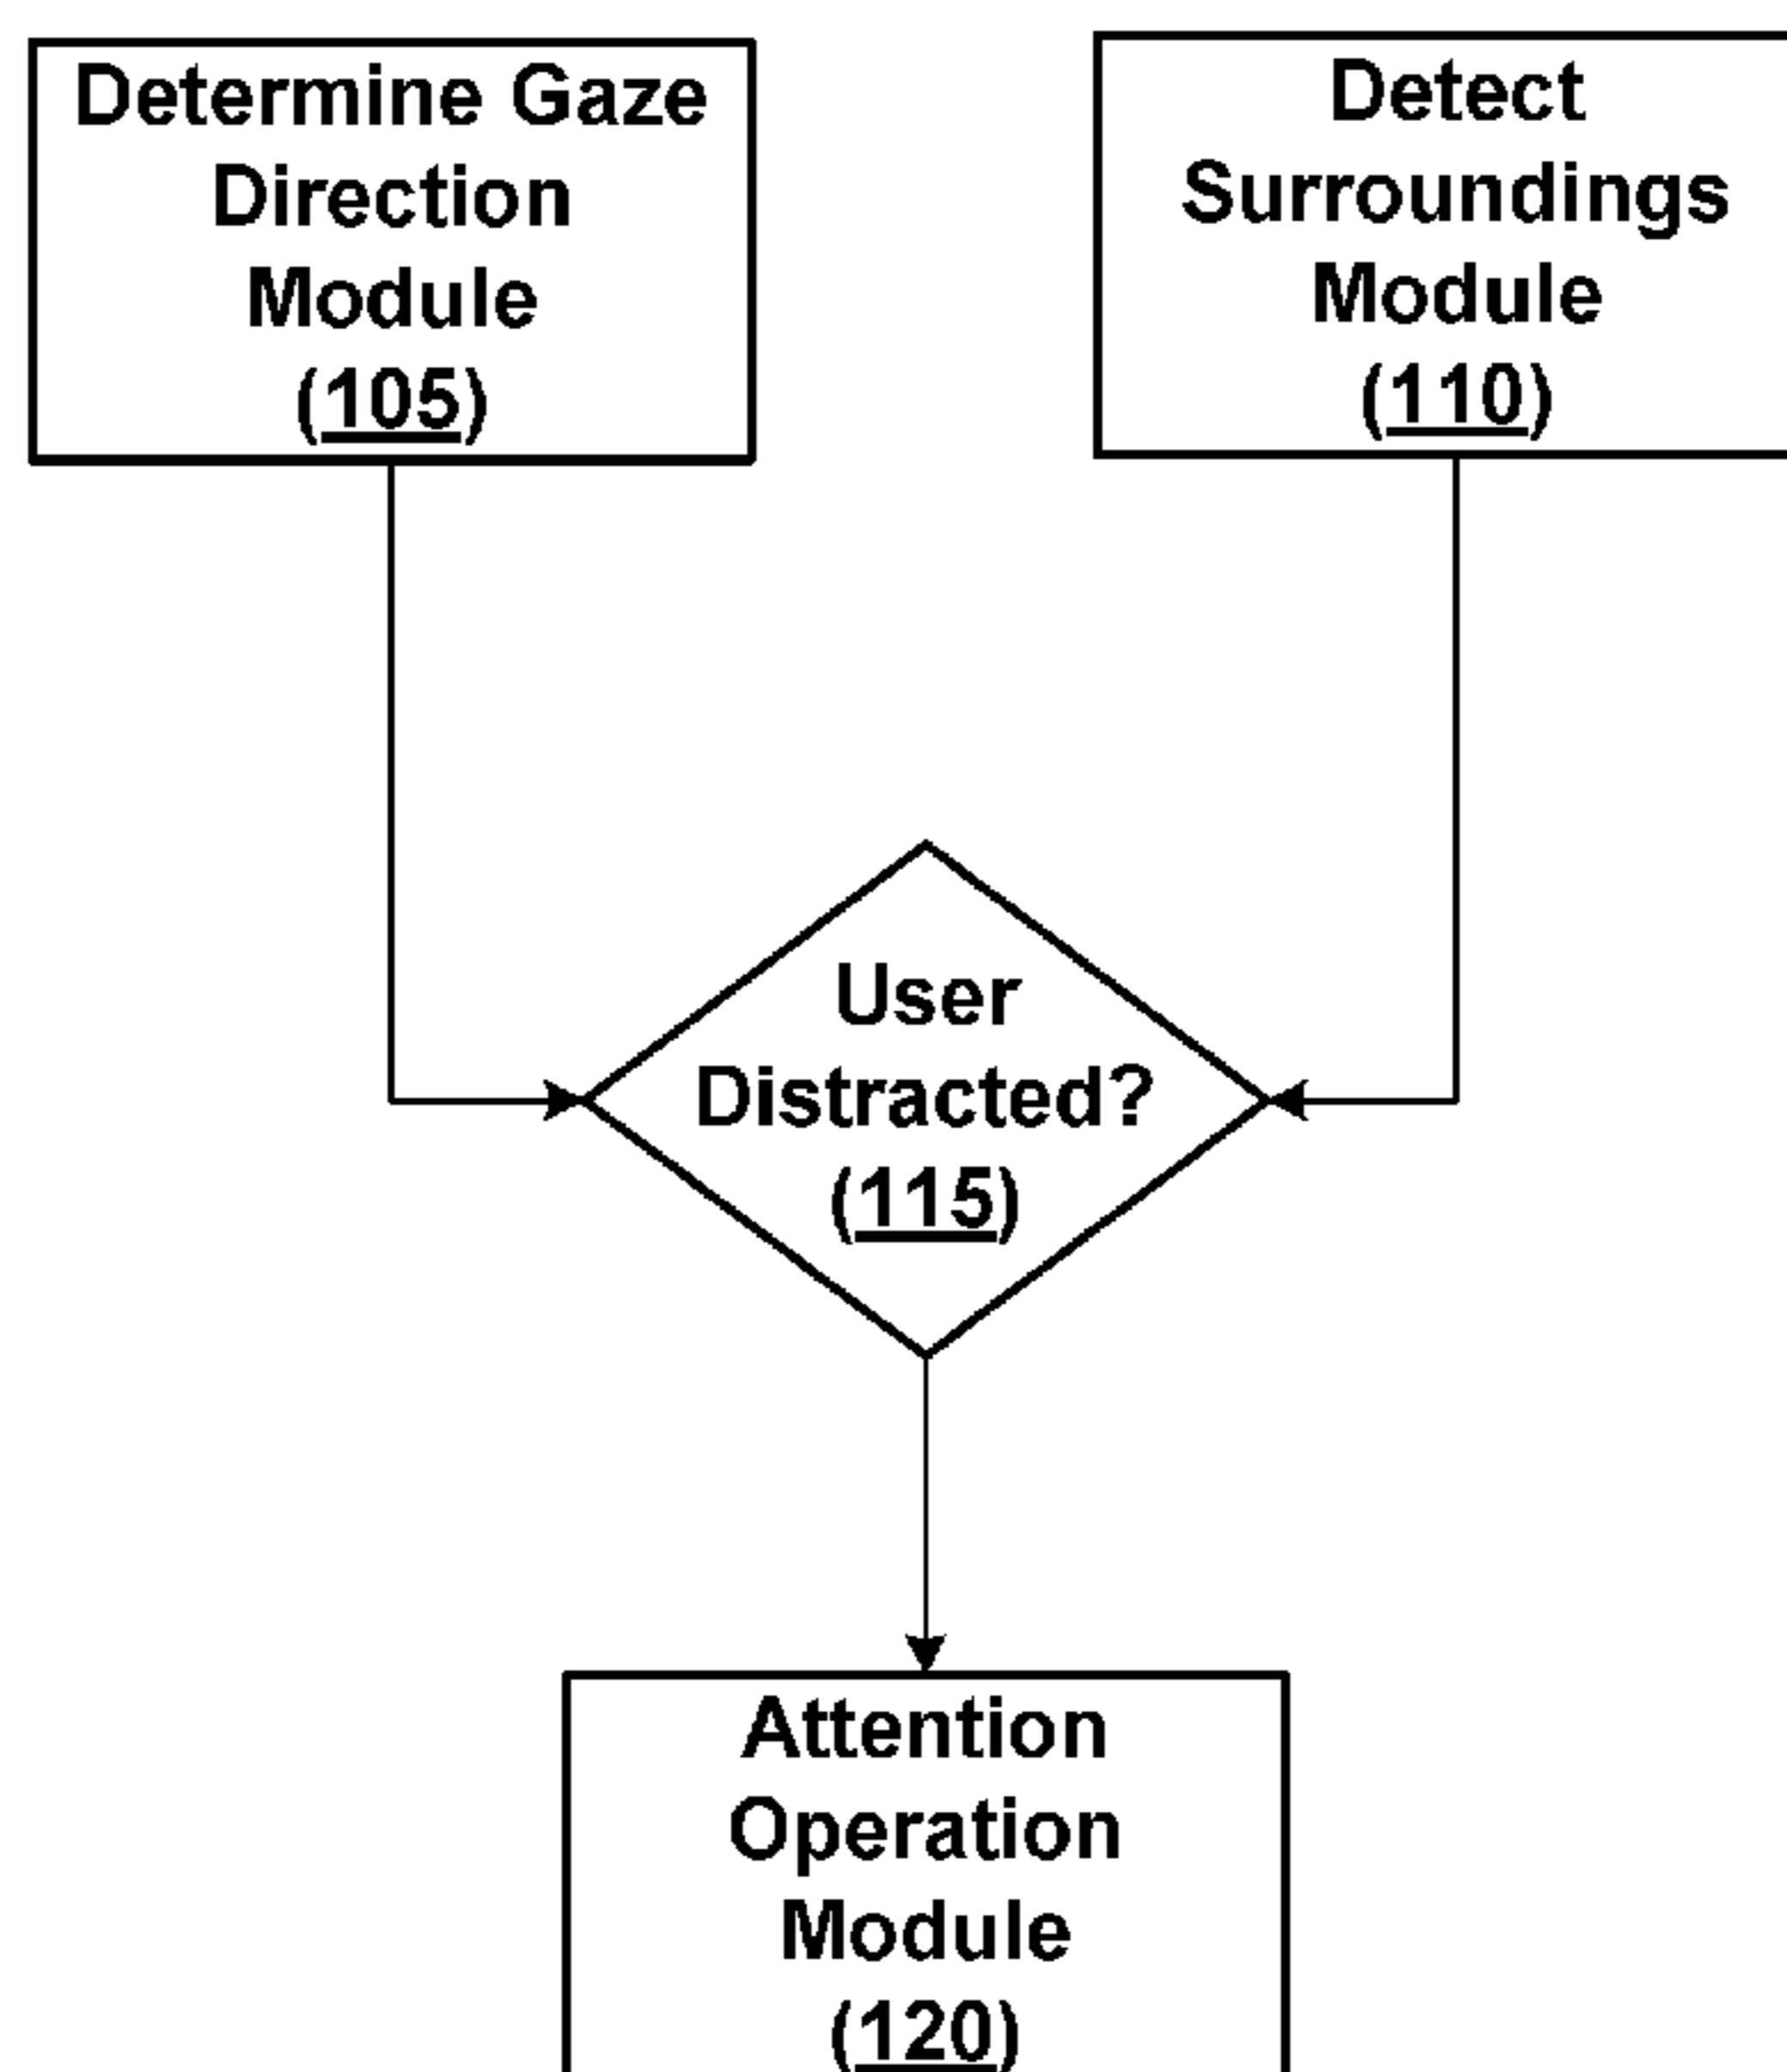 Determine Gaze
Direction
Module
(105)
Detect
Surroundings
Module
(110)
User
Distracted?
(115)
Attention
Operation
Module
(120)